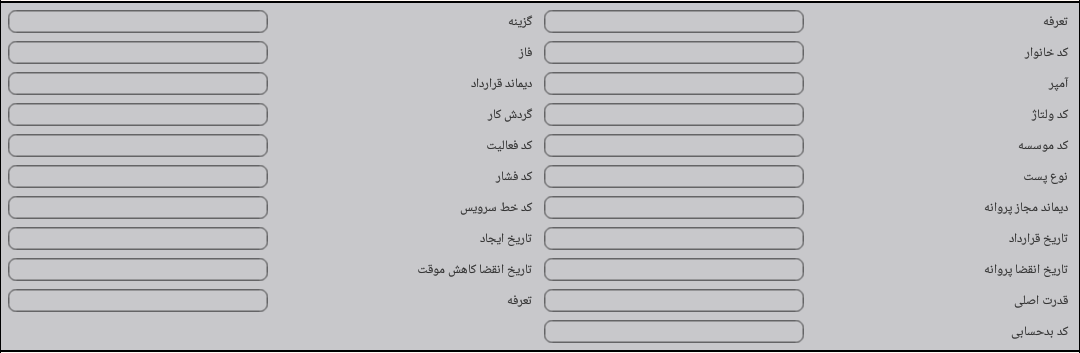 تعرفه گزینه
کد خانوار فاز
آمپر دیماند قرارداد
کد ولتاژ گردش کار
کد موسسه کد فعالیت
نوع پست کد فشار
دیماند مجاز پروانه کد خط سرویس
تاریخ قرارداد تاریخ ایجاد
تاریخ انقضا پروانه تاریخ انقضا کاهش موقت
قدرت اصلی تعرفه
کد بدحسابی